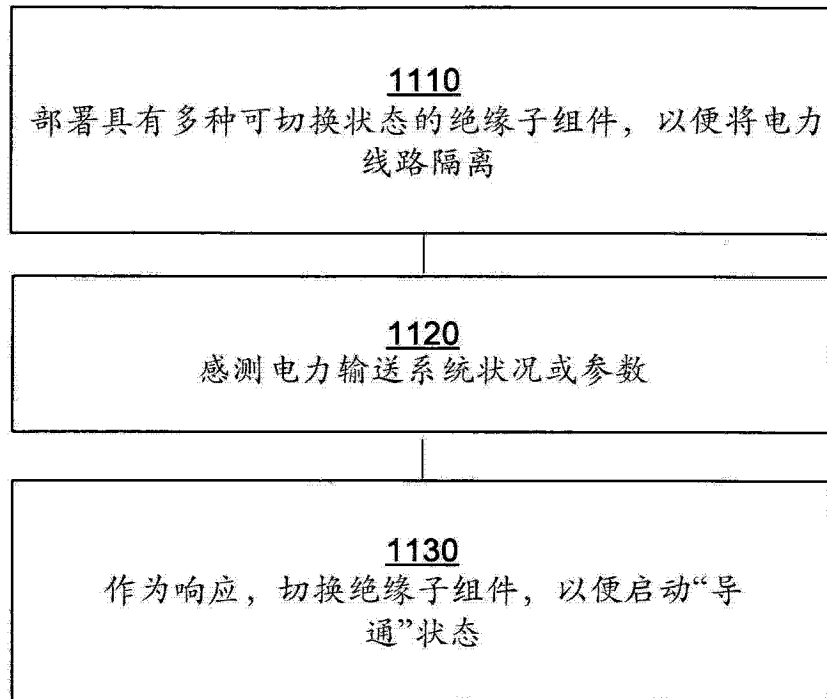 1110
部署具有多种可切换状态的绝缘子组件，以便将电力
线路隔离
1120
感测电力输送系统状况或参数
1130
作为响应，切换绝缘子组件，以便启动“导
通”状态